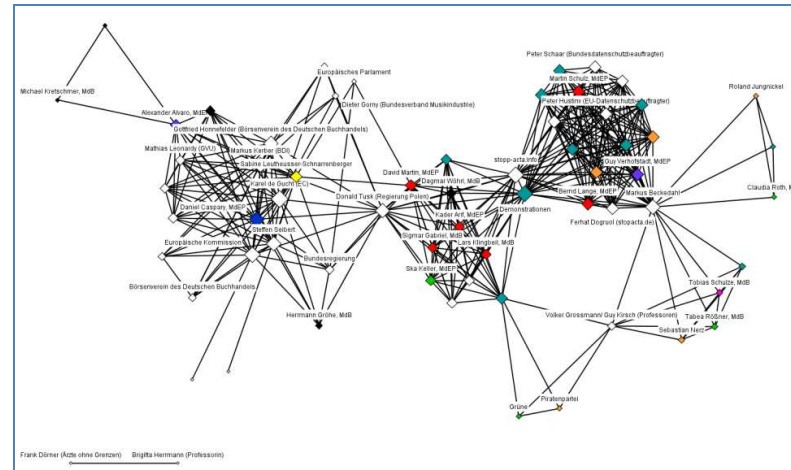 Peter Schaar (Bundesdatenschutzbeauftragter)
Europäisches Parlament
Martin Schulz, MdEP
Roland Jungnickel
Michael Kretschmer, MdB
Dieter Gorny (Bundesverband Musikindustrie)
Peter Hustinx (EU-Datenschutzbeauftragter)
Alexander Alvaro, MdEP
Gottfried Honnefelder (Börsenverein des Deutschen Buchhandels)
Mathias Leonardy (GVU)
Markus Kerber (BDI)
stopp-acta.info
Guy Verhofstadt, MdEP
Sabine Leutheusser-Schnarrenberger
David Martin, MdEP
Karel de Gucht (EC)
Dagmar Wöhrl, MdB
Daniel Caspary, MdEP
Donald Tusk (Regierung Polen)
Bernd Lange, MdEP
Markus Beckedahl
Claudia Roth, M
Demonstrationen
Kader Arif, MdEP
Ferhat Dogruol (stopacta.de)
Steffen Seibert
Sigmar Gabriel, MdB
Lars Klingbeil, MdB
Europäische Kommission
Bundesregierung
Ska Keller, MdEP
Tobias Schulze, MdB
Börsenverein des Deutschen Buchhandels
Herrmann Gröhe, MdB
Volker Grossmann/ Guy Kirsch (Professoren)
Tabea Rößner, MdB
Sebastian Nerz
Piratenpartei
Grüne
Frank Dörner (Ärzte ohne Grenzen)
Brigitta Herrmann (Professorin)